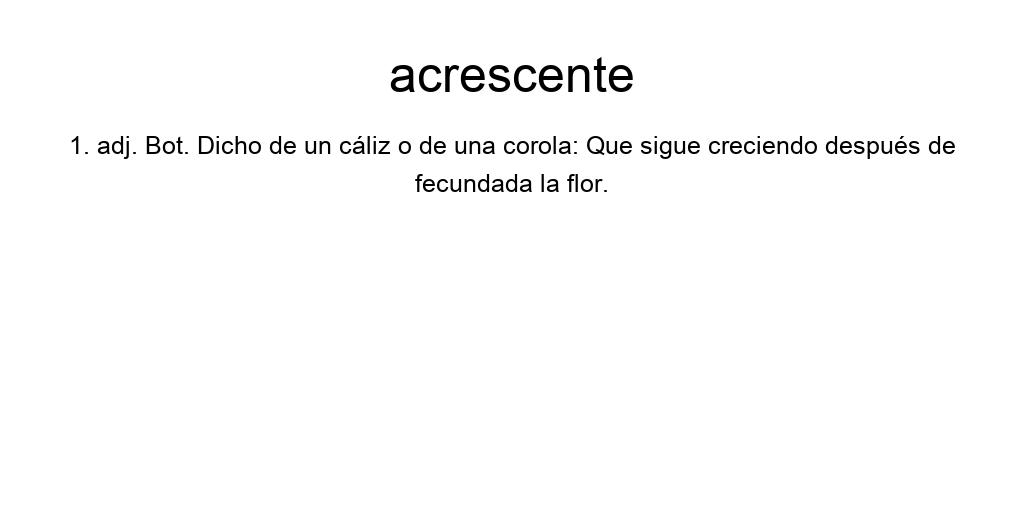 acrescente
1. adj. Bot. Dicho de un cáliz o de una corola: Que sigue creciendo después de
fecundada la flor.